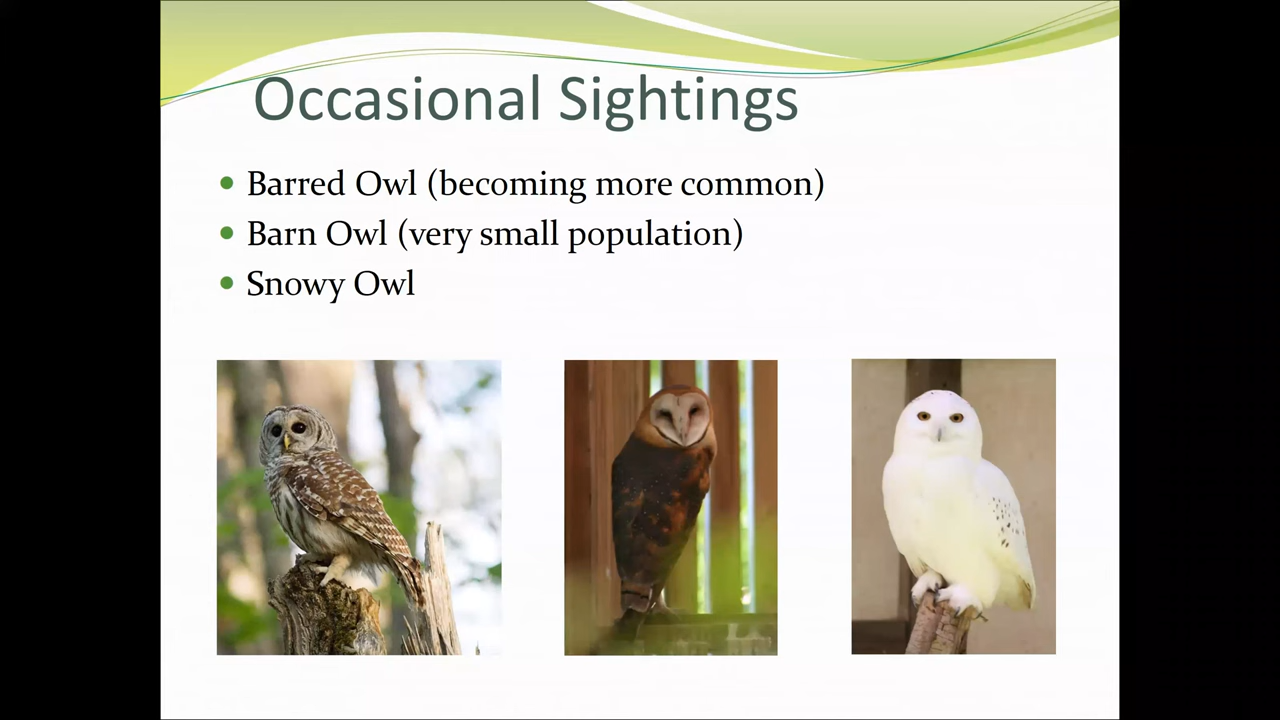 Occasional Sightings
Barred Owl (becoming more common)
Barn Owl (very small population)
Snowy Owl